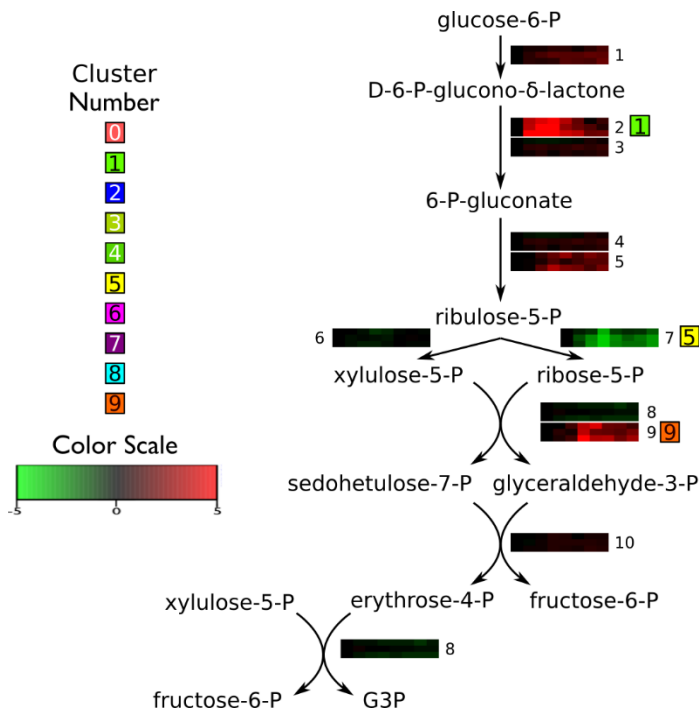 glucose-6-P
1
D-6-P-glucono-δ-lactone
2 1
3
6-P-gluconate
4
5
ribulose-5-P
6
7 5
xylulose-5-P ribose-5-P
8
9 9
sedohetulose-7-P glyceraldehyde-3-P
10
xylulose-5-P erythrose-4-P fructose-6-P
8
fructose-6-P G3P
Cluster
Number
0
1
2
3
4
5
6
7
8
9
Color Scale
-5 0 5